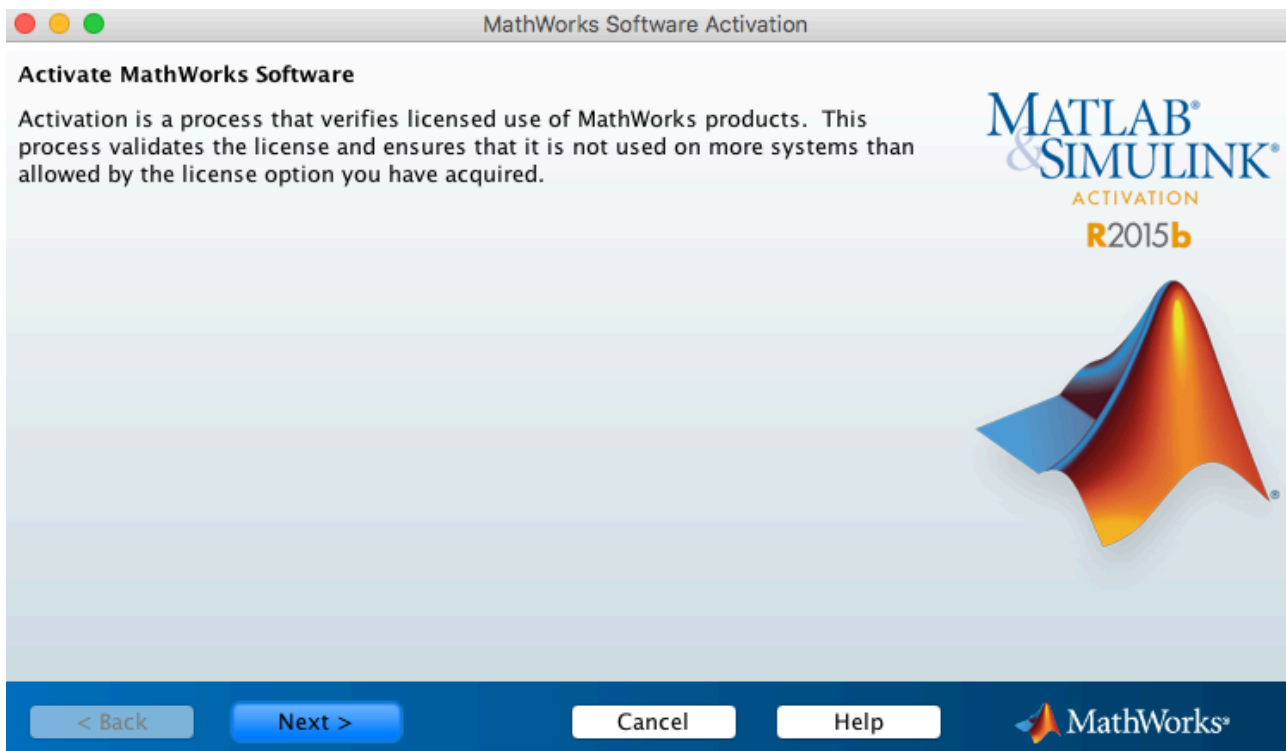 MathWorks Software Activation
Activate MathWorks Software
Activation is a process that verifies licensed use of MathWorks products.  This
process validates the license and ensures that it is not used on more systems than
allowed by the license option you have acquired.
MATLAB®
&SIMULINK®
ACTIVATION
R2015b
®
< Back Next > Cancel Help MathWorks®